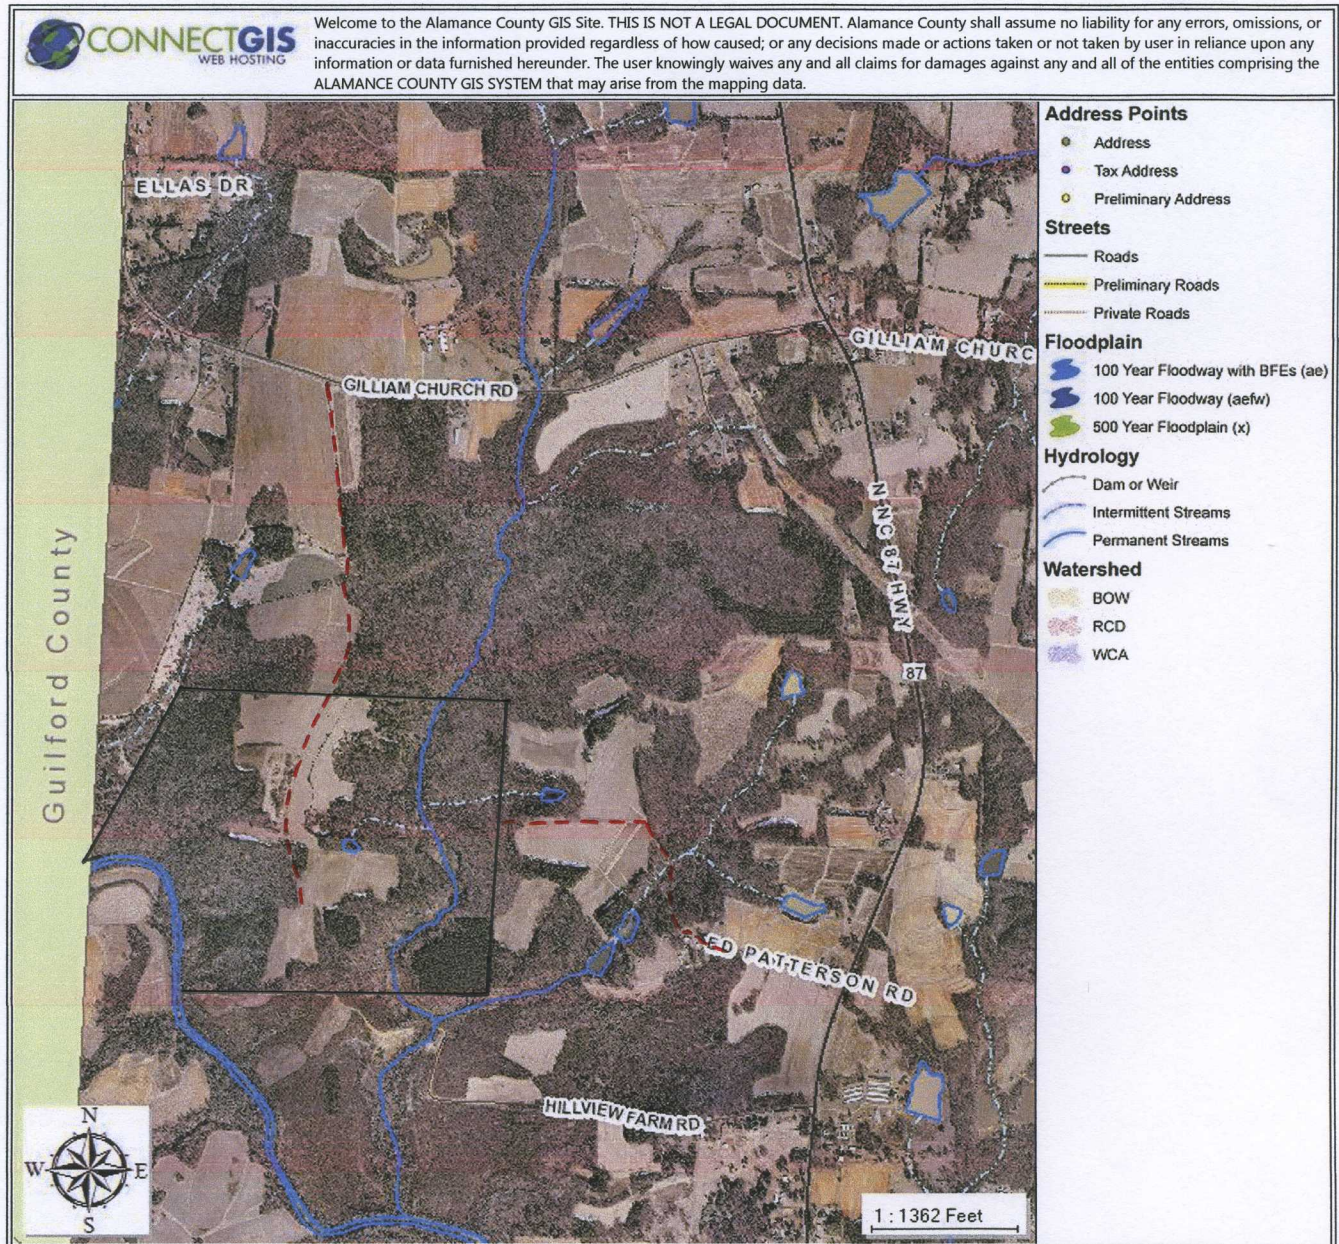 CONNECTGIS
WEB HOSTING
Welcome to the Alamance County GIS Site. THIS IS NOT A LEGAL DOCUMENT. Alamance County shall assume no liability for any errors, omissions, or
inaccuracies in the information provided regardless of how caused; or any decisions made or actions taken or not taken by user in reliance upon any
information or data furnished hereunder. The user knowingly waives any and all claims for damages against any and all of the entities comprising the
ALAMANCE COUNTY GIS SYSTEM that may arise from the mapping data.
ELLAS DR
GILLIAM CHURC
GILLIAM CHURCH RD
N NC 87 HWY
Guilford County
87
ED PATTERSON RD
HILLVIEW FARM RD
N
W E
S
1 : 1362 Feet
Address Points
Address
Tax Address
Preliminary Address
Streets
Roads
Preliminary Roads
Private Roads
Floodplain
100 Year Floodway with BFEs (ae)
100 Year Floodway (aefw)
500 Year Floodplain (x)
Hydrology
Dam or Weir
Intermittent Streams
Permanent Streams
Watershed
BOW
RCD
WCA